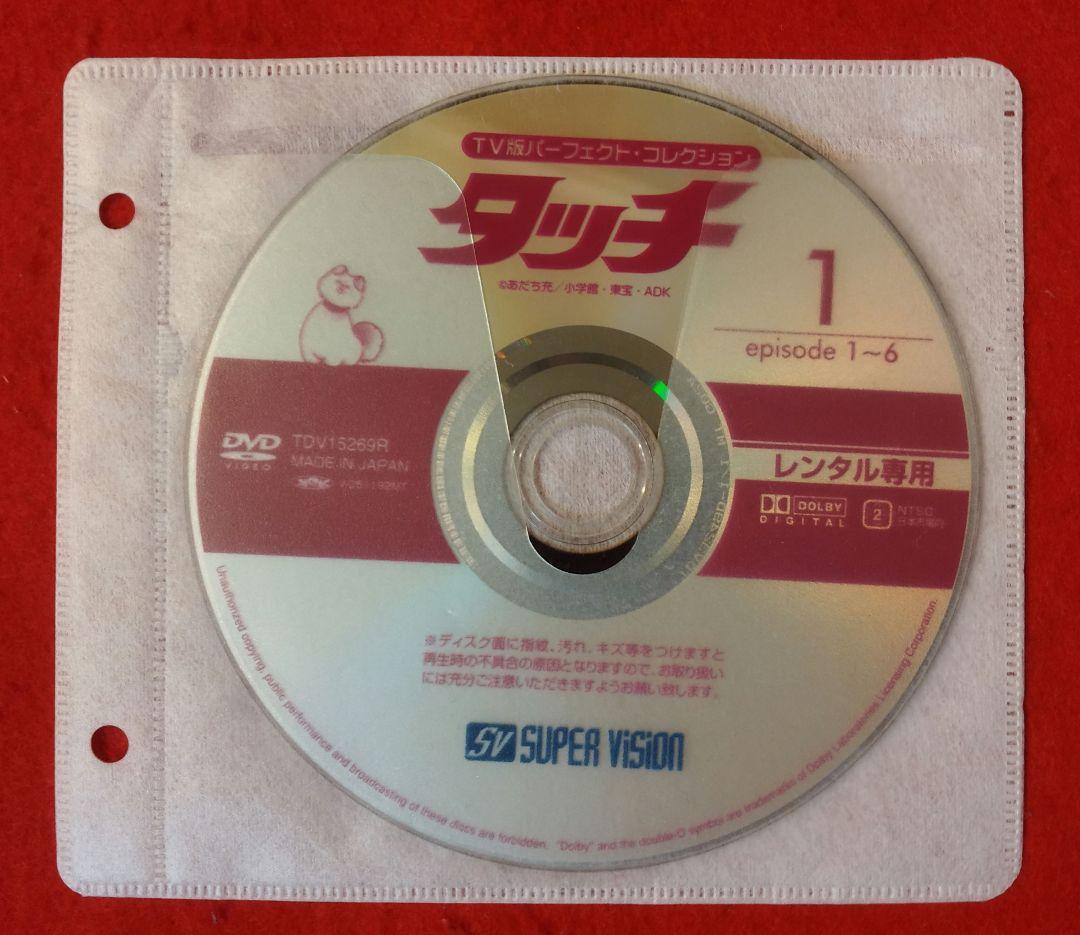 TV版パーフェクト・コレクション
タッチ
©あだち充／小学館・東宝・ADK
1
episode 1～6
DVD
VIDEO
TDV15269R
MADE IN JAPAN
レンタル専用
DOLBY
DIGITAL
2
NTSC
日本市場向
※ディスク面に指紋、汚れ、キズ等をつけますと
再生時の不具合の原因となりますので、お取り扱い
には充分ご注意いただきますようお願い致します。
SV SUPER ViSiON
Unauthorized copying, public performance and broadcasting of these discs are forbidden. "Dolby" and the double-D symbol are trademarks of Dolby Laboratories Licensing Corporation.